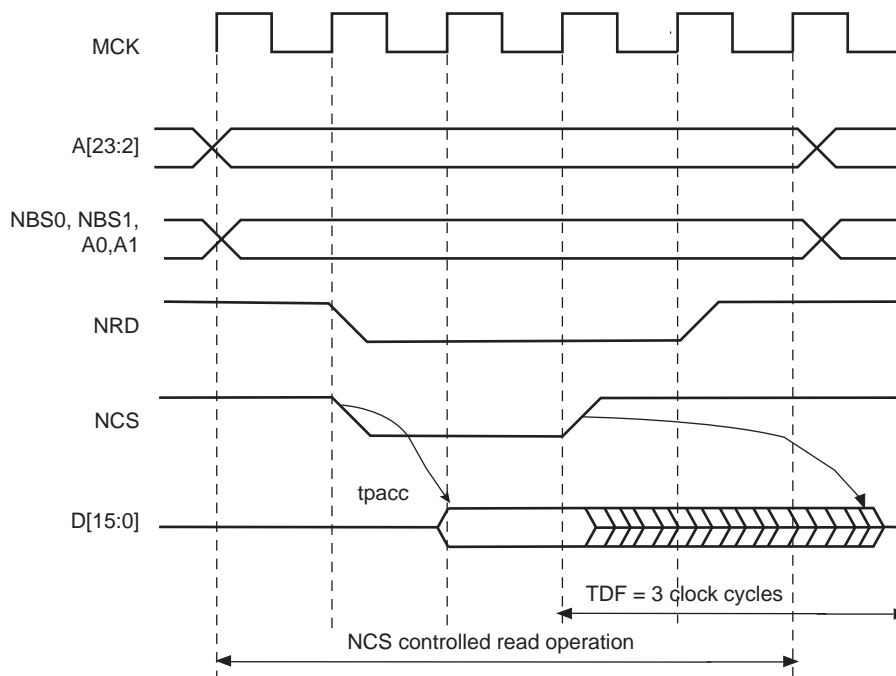 MCK
A[23:2]
NBS0, NBS1,
A0,A1
NRD
NCS
tpacc
D[15:0]
TDF = 3 clock cycles
NCS controlled read operation